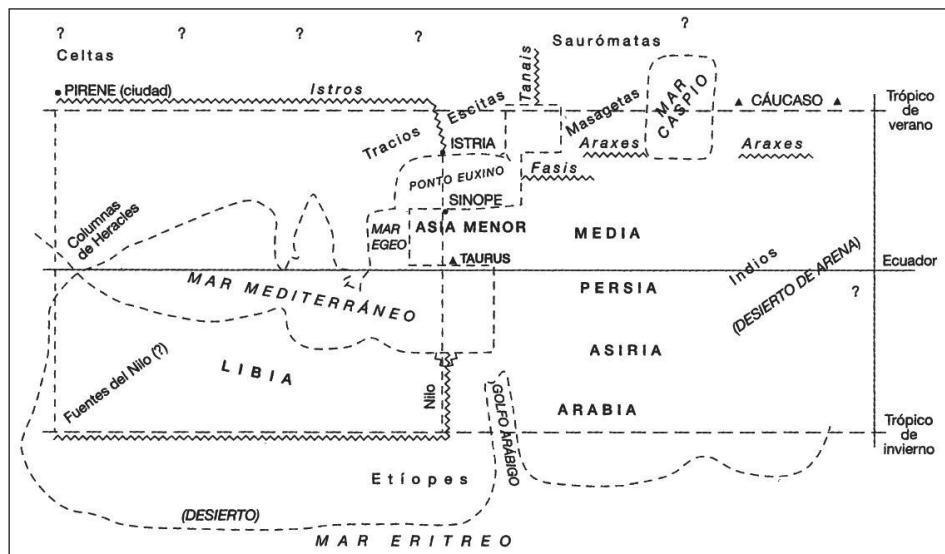 ? ? ? ? ?
Celtas
Saurómatas
PIRENE (ciudad)
Istros
Tanais
Escitas
Masagetas
MAR
CASPIO
CÁUCASO
Trópico
de
verano
Tracios
ISTRIA
Araxes
Araxes
PONTO EUXINO
Fasis
Columnas
de Heracles
SINOPE
MAR
EGEO
ASIA MENOR
MEDIA
TAURUS
Indios
Ecuador
MAR MEDITERRÁNEO
PERSIA
(DESIERTO DE ARENA)
?
ASIRIA
LIBIA
Fuentes del Nilo (?)
Nilo
GOLFO ARÁBIGO
ARABIA
Trópico
de
invierno
Etíopes
(DESIERTO)
MAR ERITREO